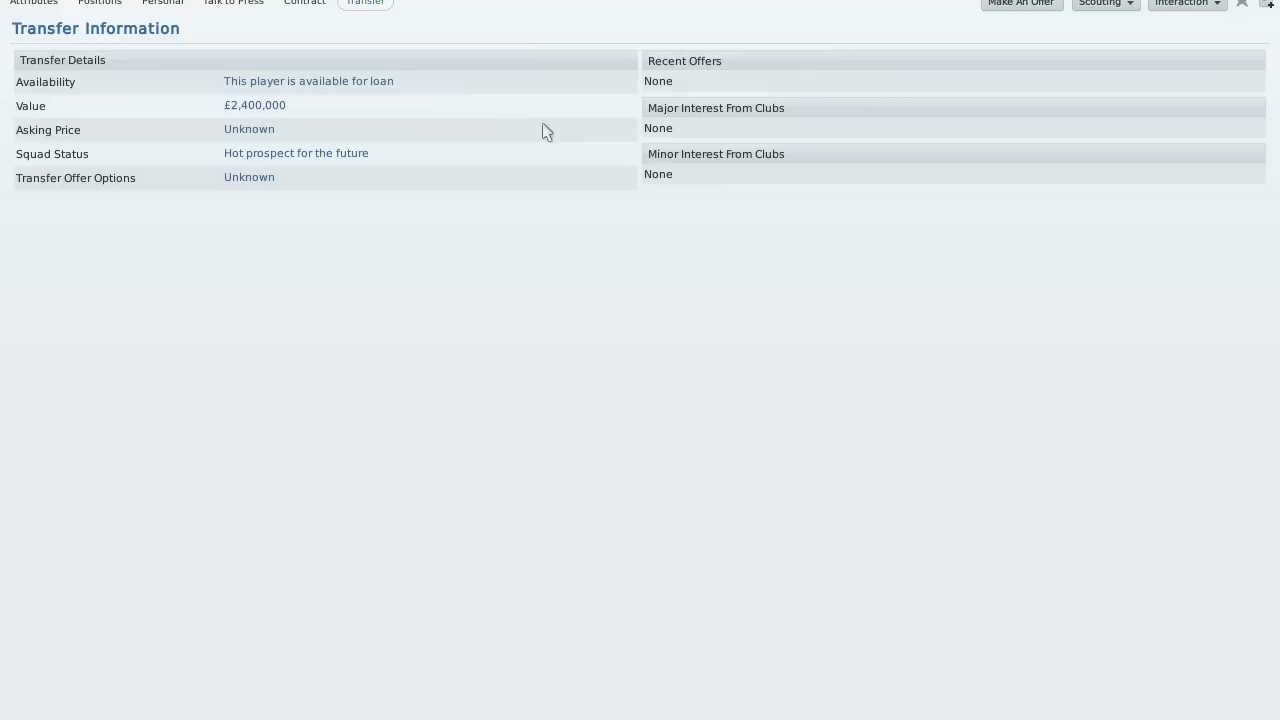 Attributes Positions Personal Talk to Press Contract Transfer Make An Offer Scouting Interaction
Transfer Information
Transfer Details
Availability This player is available for loan
Value £2,400,000
Asking Price Unknown
Squad Status Hot prospect for the future
Transfer Offer Options Unknown
Recent Offers
None
Major Interest From Clubs
None
Minor Interest From Clubs
None